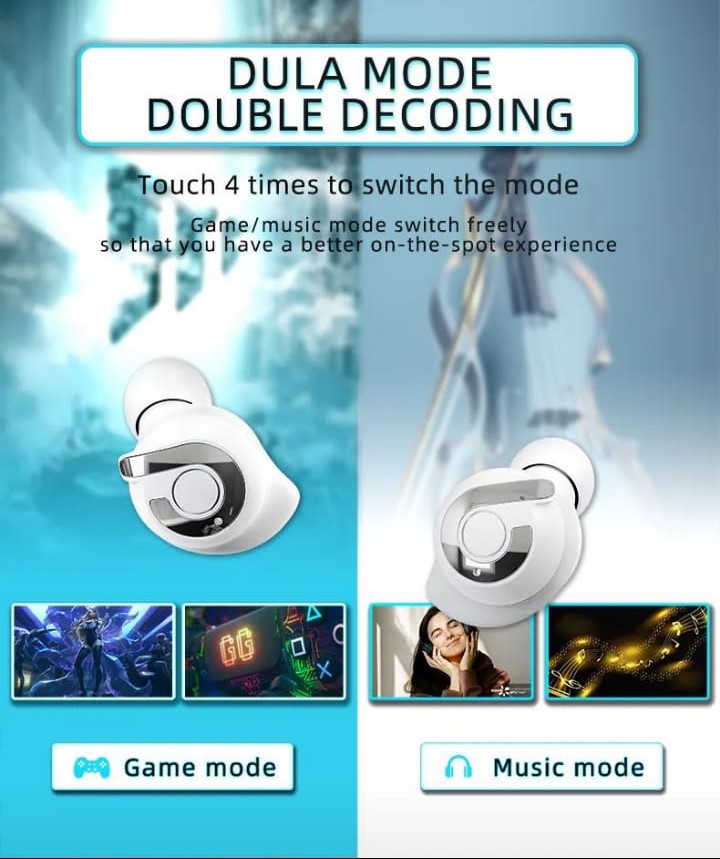 DULA MODE
DOUBLE DECODING
Touch 4 times to switch the mode
Game/music mode switch freely
so that you have a better on-the-spot experience
GG
Game mode
Music mode